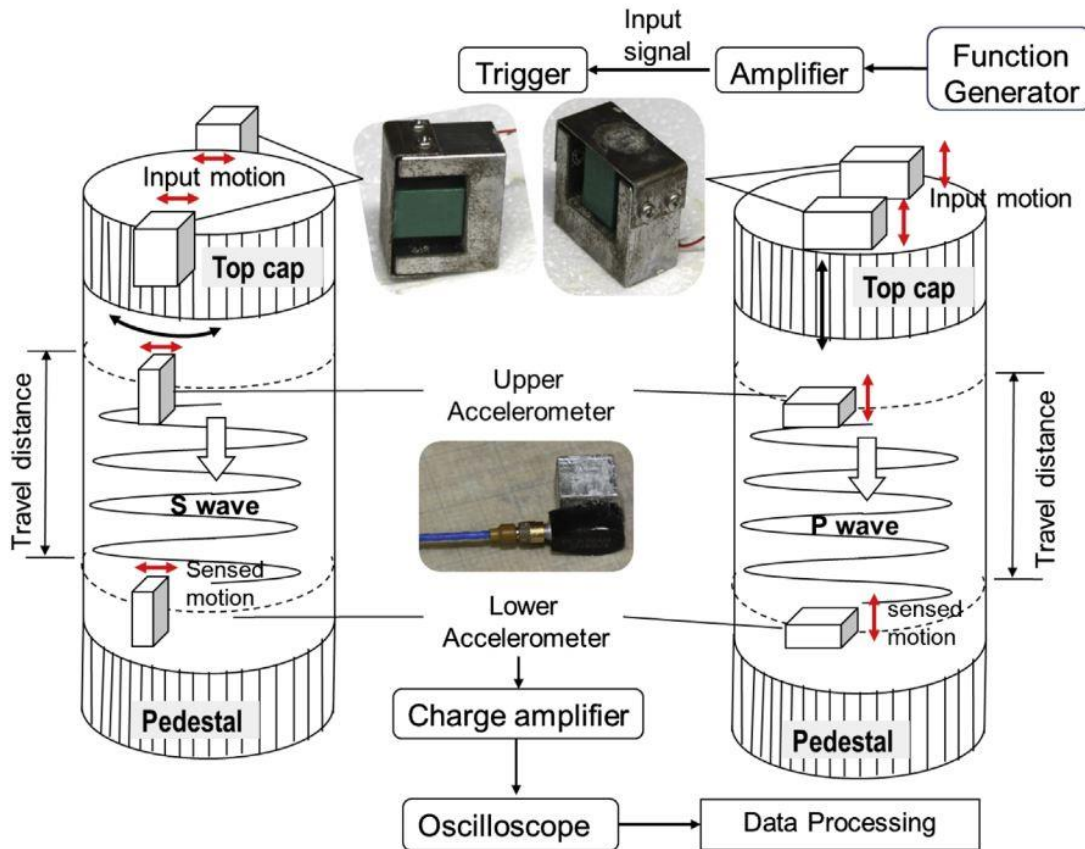 Input
signal
Trigger
Amplifier
Function
Generator
Input motion
Top cap
Input motion
Top cap
Travel distance
Upper
Accelerometer
Travel distance
S wave
P wave
Sensed
motion
Lower
Accelerometer
sensed
motion
Pedestal
Charge amplifier
Pedestal
Oscilloscope
Data Processing